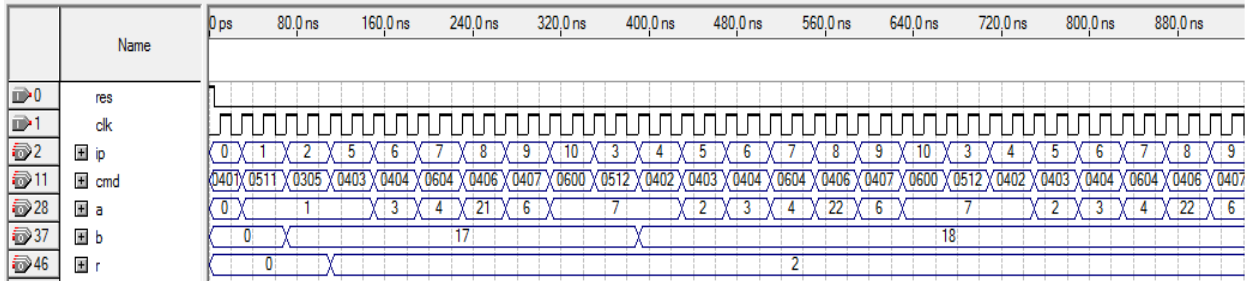 Name
0 ps 80.0 ns 160.0 ns 240.0 ns 320.0 ns 400.0 ns 480.0 ns 560.0 ns 640.0 ns 720.0 ns 800.0 ns 880.0 ns
0 res
1 clk
2 ip 0 1 2 5 6 7 8 9 10 3 4 5 6 7 8 9 10 3 4 5 6 7 8 9
11 cmd 0401 0511 0305 0403 0404 0604 0406 0407 0600 0512 0402 0403 0404 0604 0406 0407 0600 0512 0402 0403 0404 0604 0406 0407
28 a 0 1 3 4 21 6 7 2 3 4 22 6 7 2 3 4 22 6
37 b 0 17 18
46 r 0 2